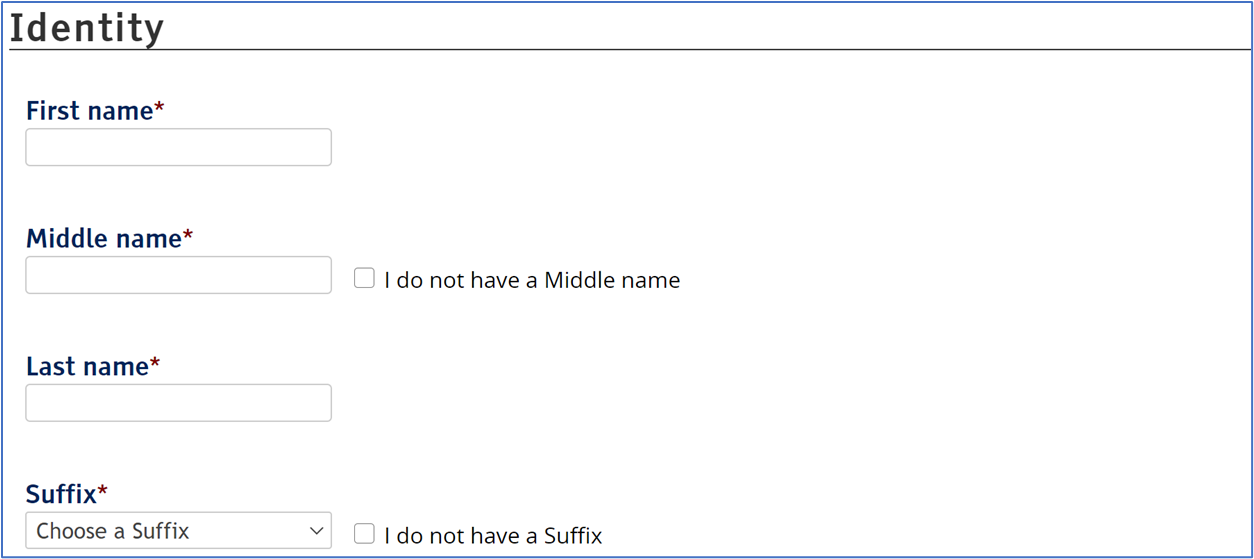 Identity
First name*
Middle name*
I do not have a Middle name
Last name*
Suffix*
Choose a Suffix
I do not have a Suffix